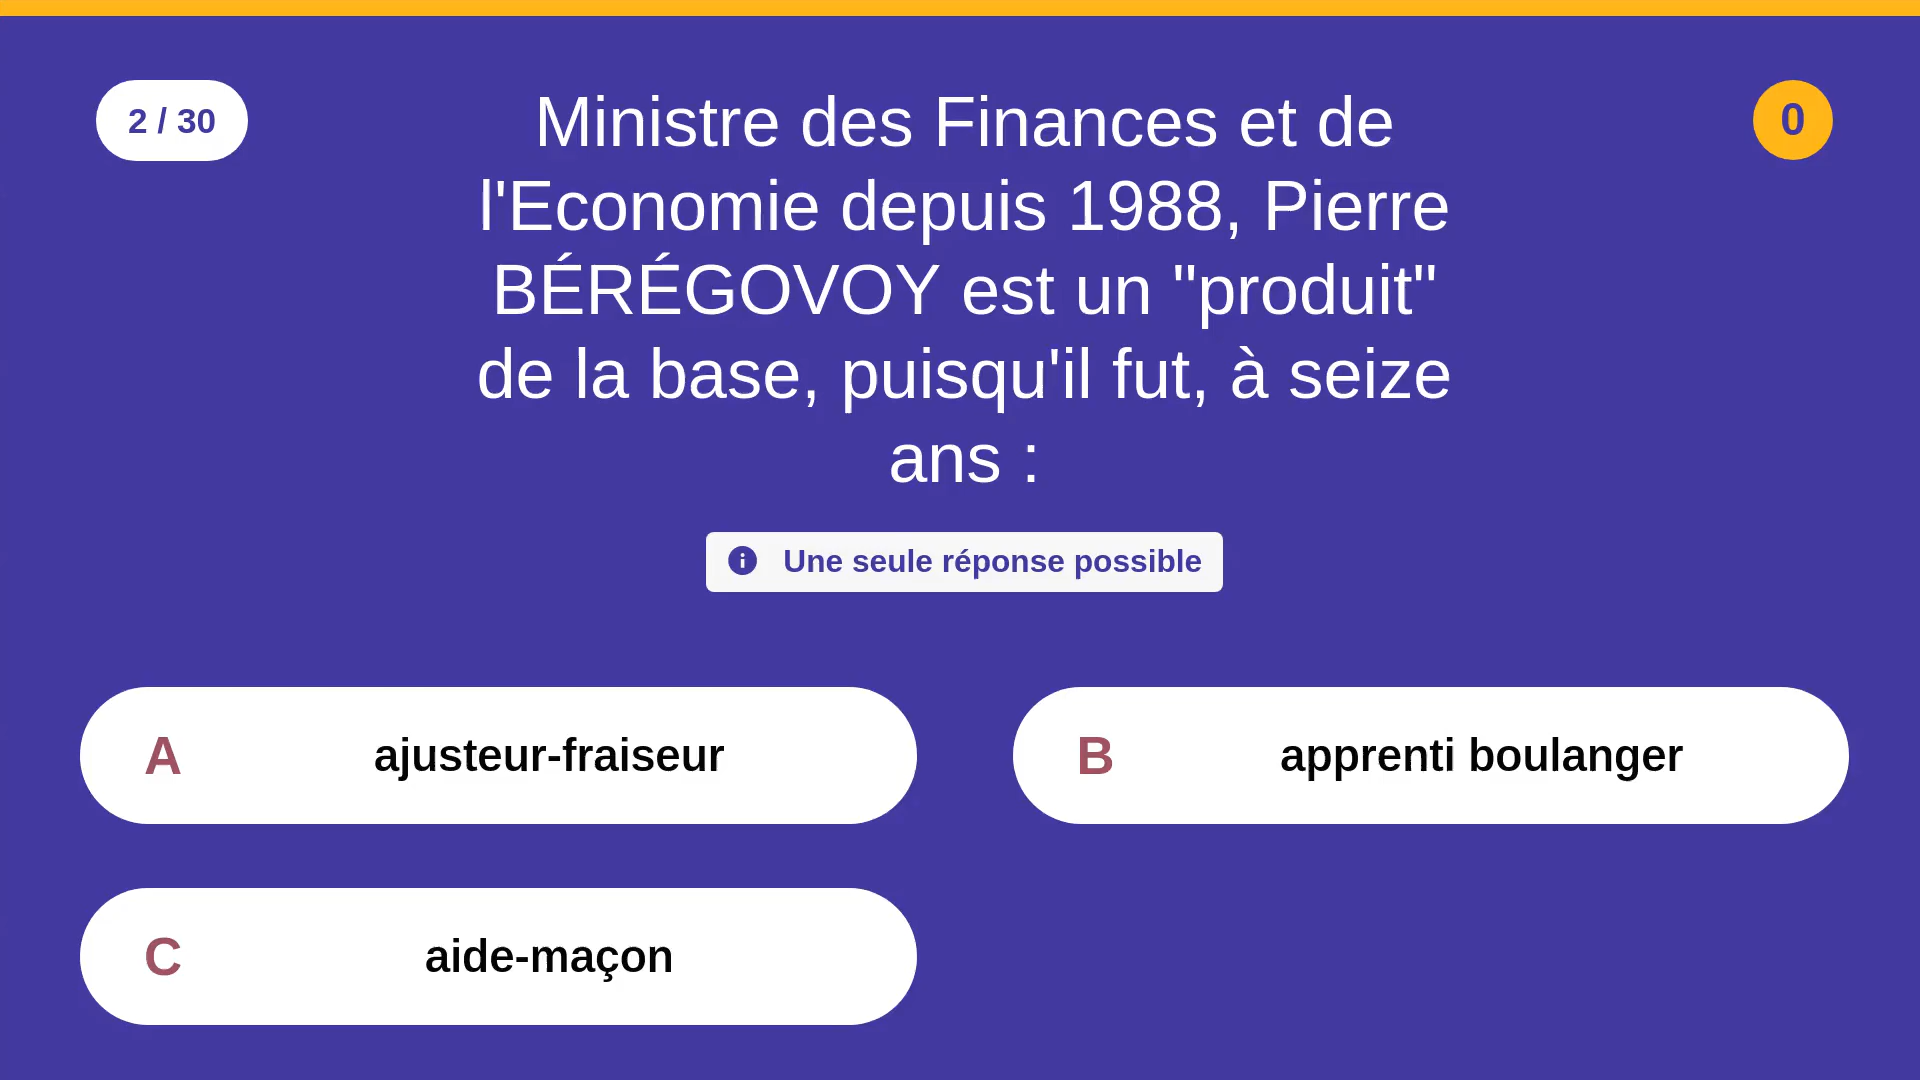 2 / 30
Ministre des Finances et de
l'Economie depuis 1988, Pierre
BÉRÉGOVOY est un "produit"
de la base, puisqu'il fut, à seize
ans :
0
Une seule réponse possible
A ajusteur-fraiseur
B apprenti boulanger
C aide-maçon